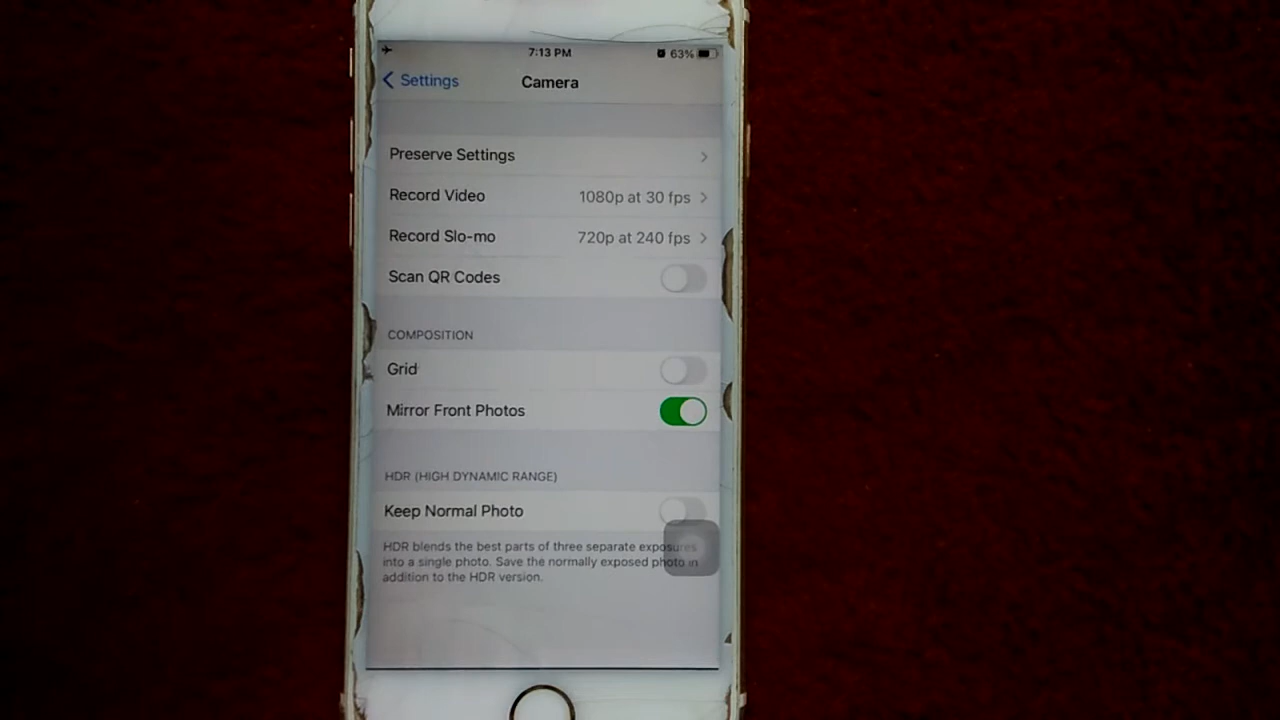 7:13 PM 63%
Settings Camera
Preserve Settings
Record Video 1080p at 30 fps
Record Slo-mo 720p at 240 fps
Scan QR Codes
COMPOSITION
Grid
Mirror Front Photos
HDR (HIGH DYNAMIC RANGE)
Keep Normal Photo
HDR blends the best parts of three separate exposures
into a single photo. Save the normally exposed photo in
addition to the HDR version.